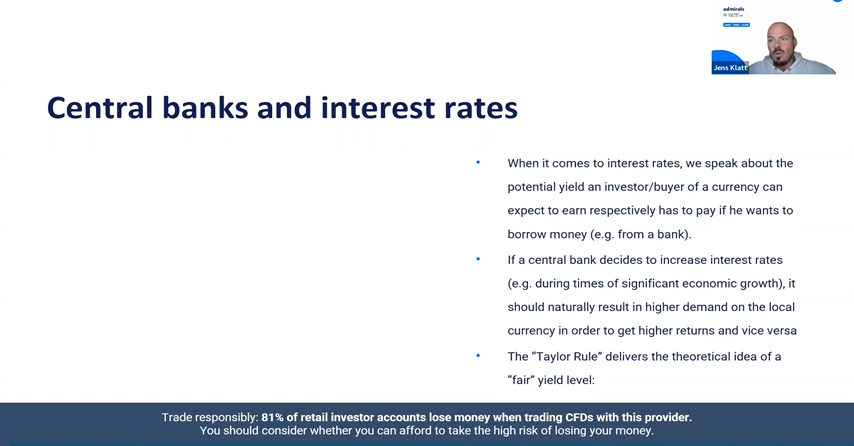 admirals
Jens Klatt
Central banks and interest rates
• When it comes to interest rates, we speak about the
potential yield an investor/buyer of a currency can
expect to earn respectively has to pay if he wants to
borrow money (e.g. from a bank).
• If a central bank decides to increase interest rates
(e.g. during times of significant economic growth), it
should naturally result in higher demand on the local
currency in order to get higher returns and vice versa
• The “Taylor Rule” delivers the theoretical idea of a
“fair” yield level:
Trade responsibly: 81% of retail investor accounts lose money when trading CFDs with this provider.
You should consider whether you can afford to take the high risk of losing your money.